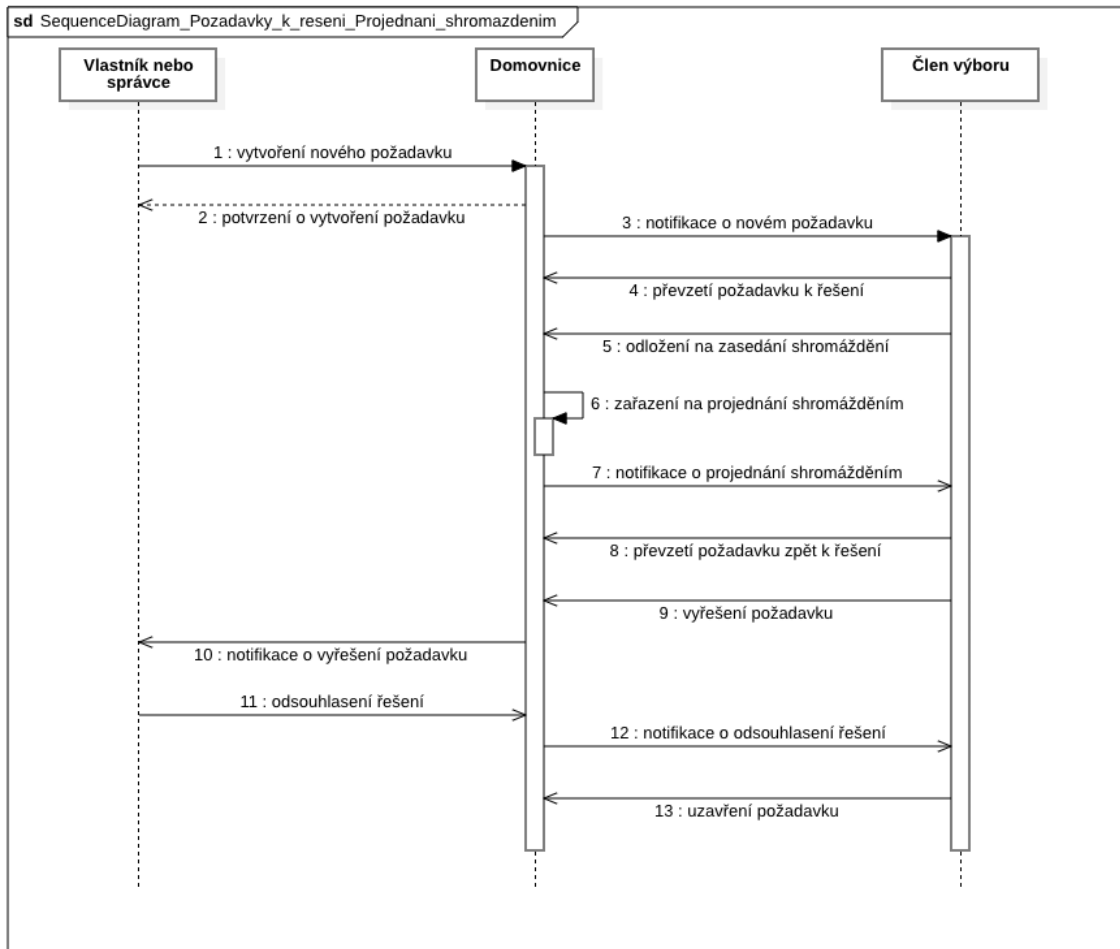 sd SequenceDiagram_Pozadavky_k_reseni_Projednani_shromazdenim
Vlastník nebo
správce
Domovnice
Člen výboru
1 : vytvoření nového požadavku
2 : potvrzení o vytvoření požadavku
3 : notifikace o novém požadavku
4 : převzetí požadavku k řešení
5 : odložení na zasedání shromáždění
6 : zařazení na projednání shromážděním
7 : notifikace o projednání shromážděním
8 : převzetí požadavku zpět k řešení
9 : vyřešení požadavku
10 : notifikace o vyřešení požadavku
11 : odsouhlasení řešení
12 : notifikace o odsouhlasení řešení
13 : uzavření požadavku